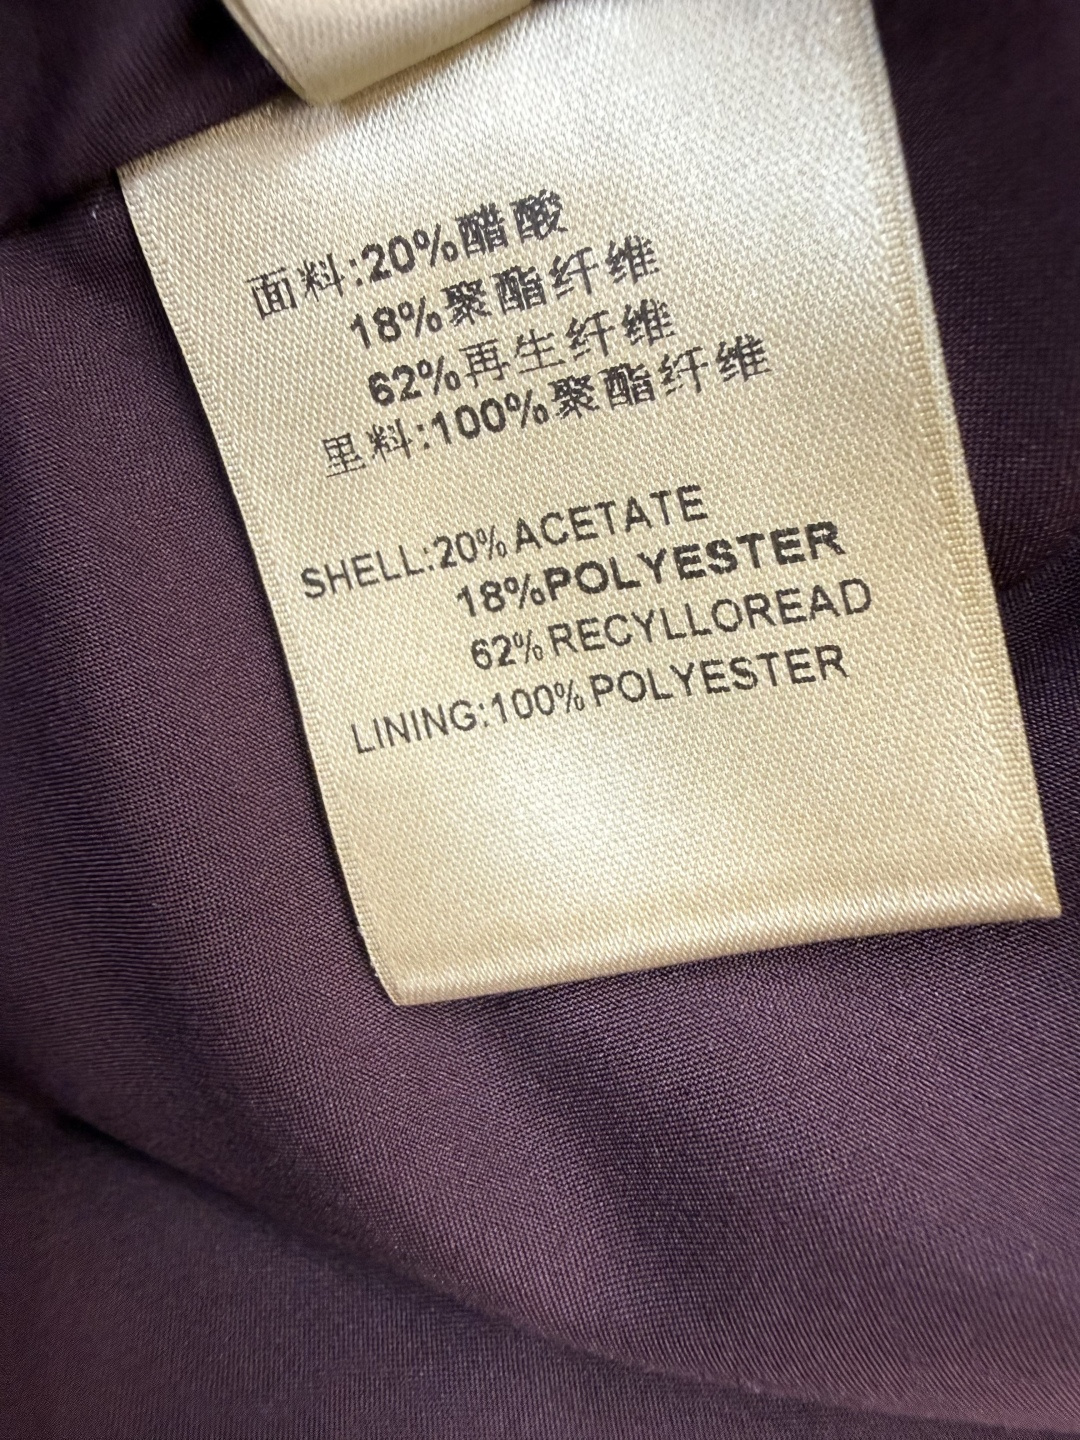 面料:20%醋酸
18%聚酯纤维
62%再生纤维
里料:100%聚酯纤维
SHELL:20%ACETATE
18%POLYESTER
62%RECYLLOREAD
LINING:100%POLYESTER